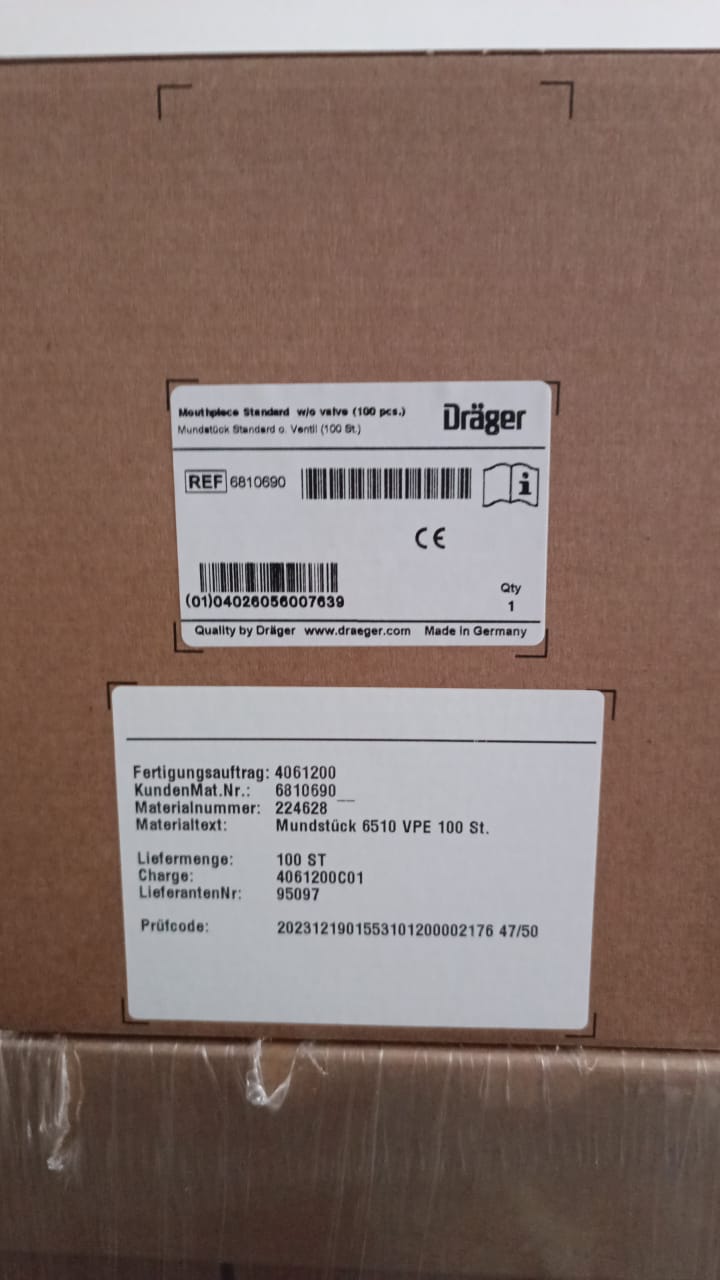 Mouthpiece Standard w/o valve (100 pcs.)
Dräger
Mundstück Standard o. Ventil (100 St.)
REF 6810690
CE
(01)04026056007639
Qty
1
Quality by Dräger www.draeger.com Made in Germany
Fertigungsauftrag: 4061200
KundenMat.Nr.: 6810690
Materialnummer: 224628
Materialtext: Mundstück 6510 VPE 100 St.
Liefermenge: 100 ST
Charge: 4061200C01
LieferantenNr: 95097
Prüfcode: 2023121901553101200002176 47/50